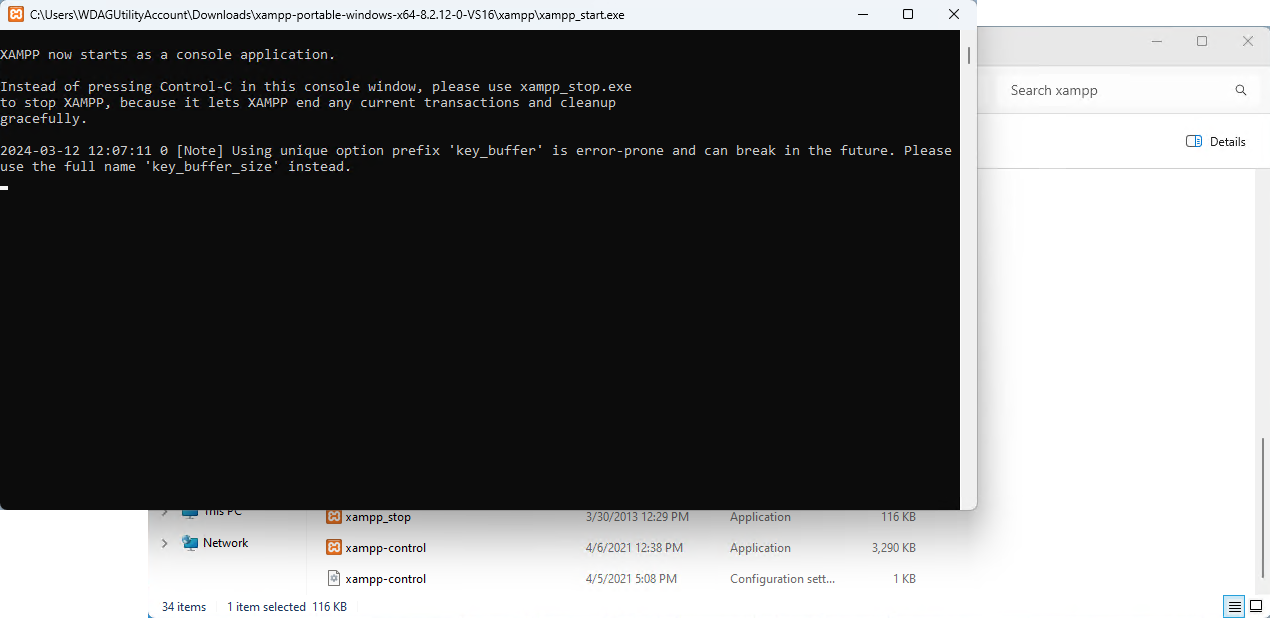 C:\Users\WDAGUtilityAccount\Downloads\xampp-portable-windows-x64-8.2.12-0-VS16\xampp\xampp_start.exe
XAMPP now starts as a console application.
Instead of pressing Control-C in this console window, please use xampp_stop.exe
to stop XAMPP, because it lets XAMPP end any current transactions and cleanup
gracefully.
2024-03-12 12:07:11 0 [Note] Using unique option prefix 'key_buffer' is error-prone and can break in the future. Please
use the full name 'key_buffer_size' instead.
Search xampp
Details
This PC
Network
xampp_stop 3/30/2013 12:29 PM Application 116 KB
xampp-control 4/6/2021 12:38 PM Application 3,290 KB
xampp-control 4/5/2021 5:08 PM Configuration sett... 1 KB
34 items 1 item selected 116 KB